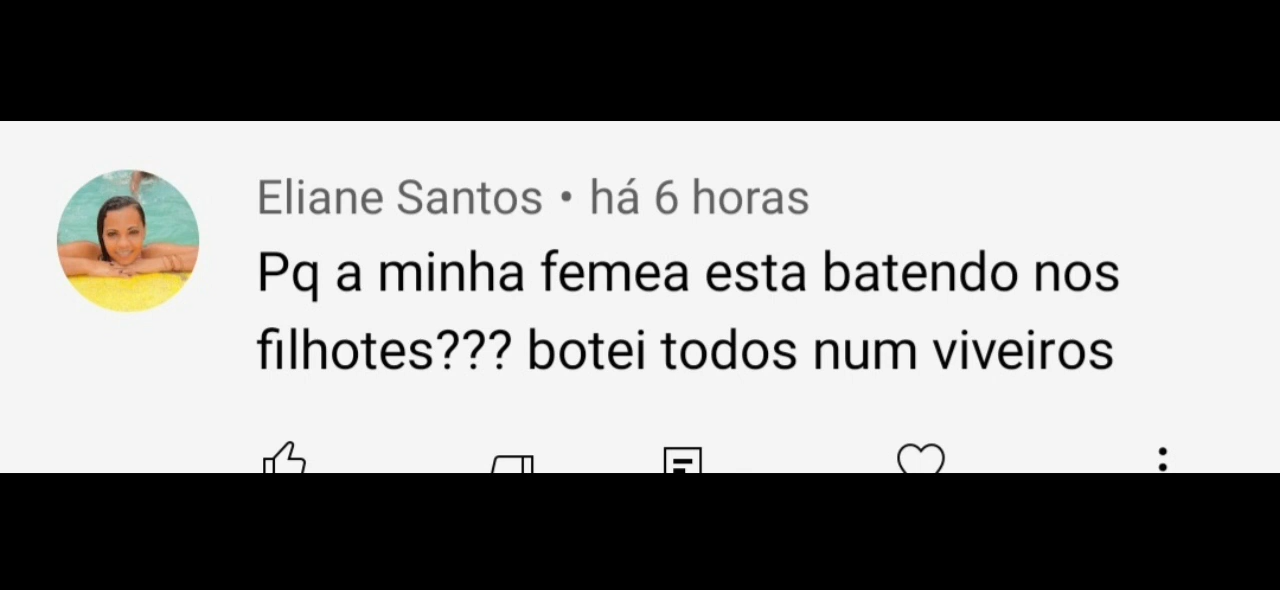 Eliane Santos • há 6 horas
Pq a minha femea esta batendo nos
filhotes??? botei todos num viveiros